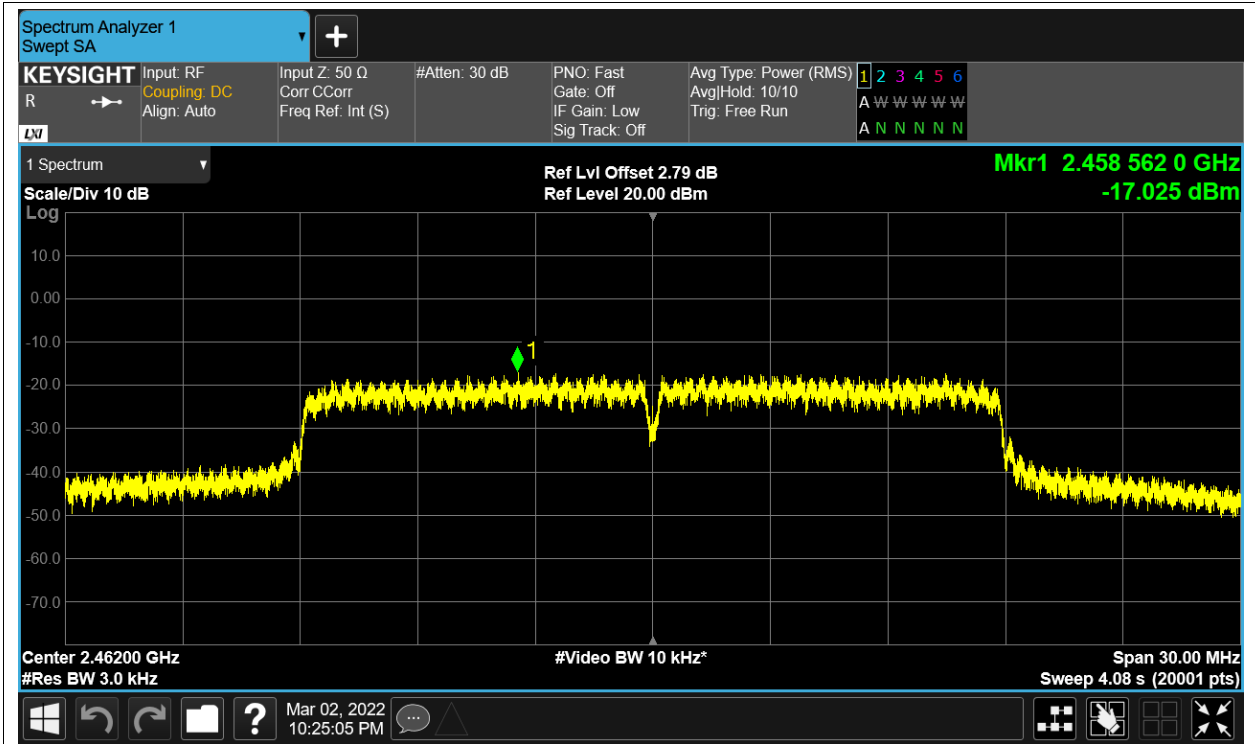 Spectrum Analyzer 1
Swept SA
KEYSIGHT
R
LXI
Input: RF
Coupling: DC
Align: Auto
Input Z: 50 Ω
Corr CCorr
Freq Ref: Int (S)
#Atten: 30 dB
PNO: Fast
Gate: Off
IF Gain: Low
Sig Track: Off
Avg Type: Power (RMS)
Avg|Hold: 10/10
Trig: Free Run
1 2 3 4 5 6
A W W W W W
A N N N N N
1 Spectrum
Scale/Div 10 dB
Ref Lvl Offset 2.79 dB
Ref Level 20.00 dBm
Mkr1 2.458 562 0 GHz
-17.025 dBm
Log
10.0
0.00
-10.0
-20.0
-30.0
-40.0
-50.0
-60.0
-70.0
1
Center 2.46200 GHz
#Res BW 3.0 kHz
#Video BW 10 kHz*
Span 30.00 MHz
Sweep 4.08 s (20001 pts)
?
Mar 02, 2022
10:25:05 PM